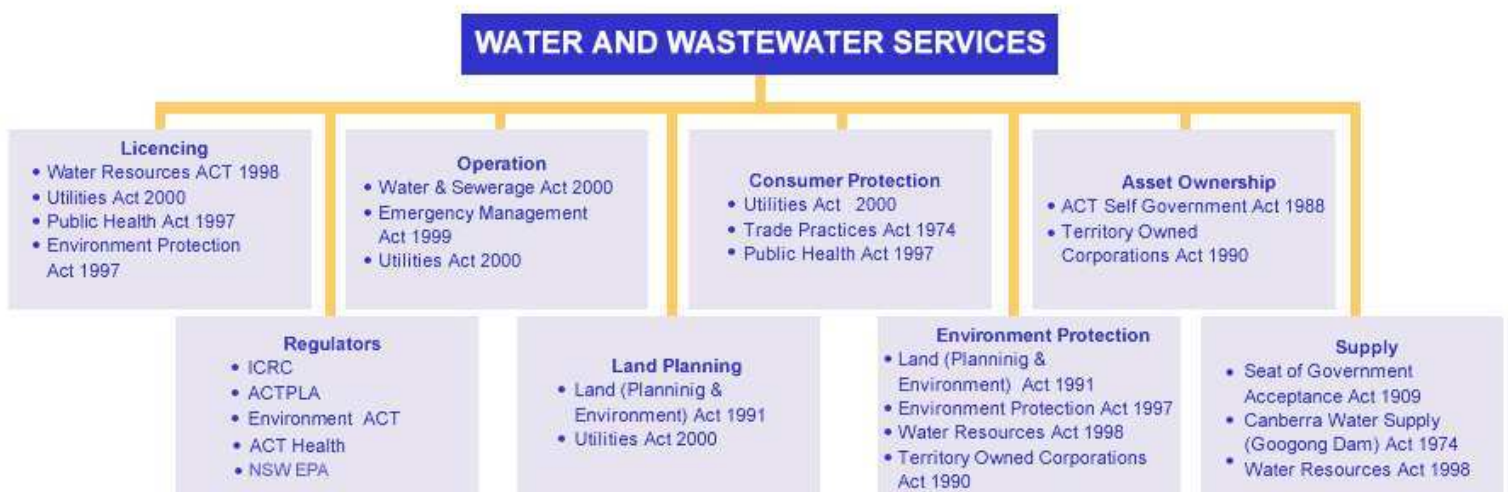 WATER AND WASTEWATER SERVICES
Licencing
• Water Resources ACT 1998
• Utilities Act 2000
• Public Health Act 1997
• Environment Protection
Act 1997
Operation
• Water & Sewerage Act 2000
• Emergency Management
Act 1999
• Utilities Act 2000
Consumer Protection
• Utilities Act 2000
• Trade Practices Act 1974
• Public Health Act 1997
Asset Ownership
• ACT Self Government Act 1988
• Territory Owned
Corporations Act 1990
Regulators
• ICRC
• ACTPLA
• Environment ACT
• ACT Health
• NSW EPA
Land Planning
• Land (Planninig &
Environment) Act 1991
• Utilities Act 2000
Environment Protection
• Land (Planninig &
Environment) Act 1991
• Environment Protection Act 1997
• Water Resources Act 1998
• Territory Owned Corporations
Act 1990
Supply
• Seat of Government
Acceptance Act 1909
• Canberra Water Supply
(Googong Dam) Act 1974
• Water Resources Act 1998